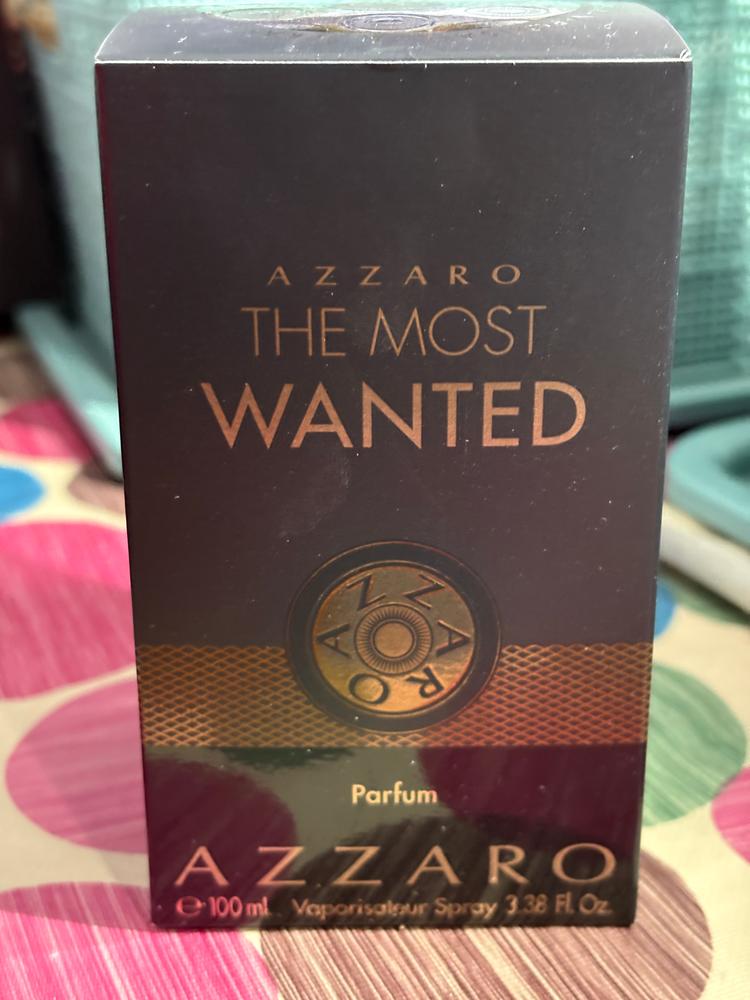 AZZARO
THE MOST
WANTED
AZZARO
Parfum
AZZARO
℮ 100 ml Vaporisateur Spray 3.38 Fl. Oz.